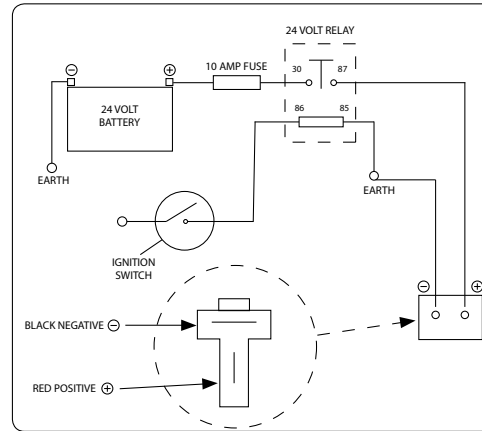 24 VOLT RELAY
10 AMP FUSE
30
87
⊖
⊕
24 VOLT
BATTERY
86
85
EARTH
EARTH
IGNITION
SWITCH
⊖
⊕
BLACK NEGATIVE ⊖
RED POSITIVE ⊕